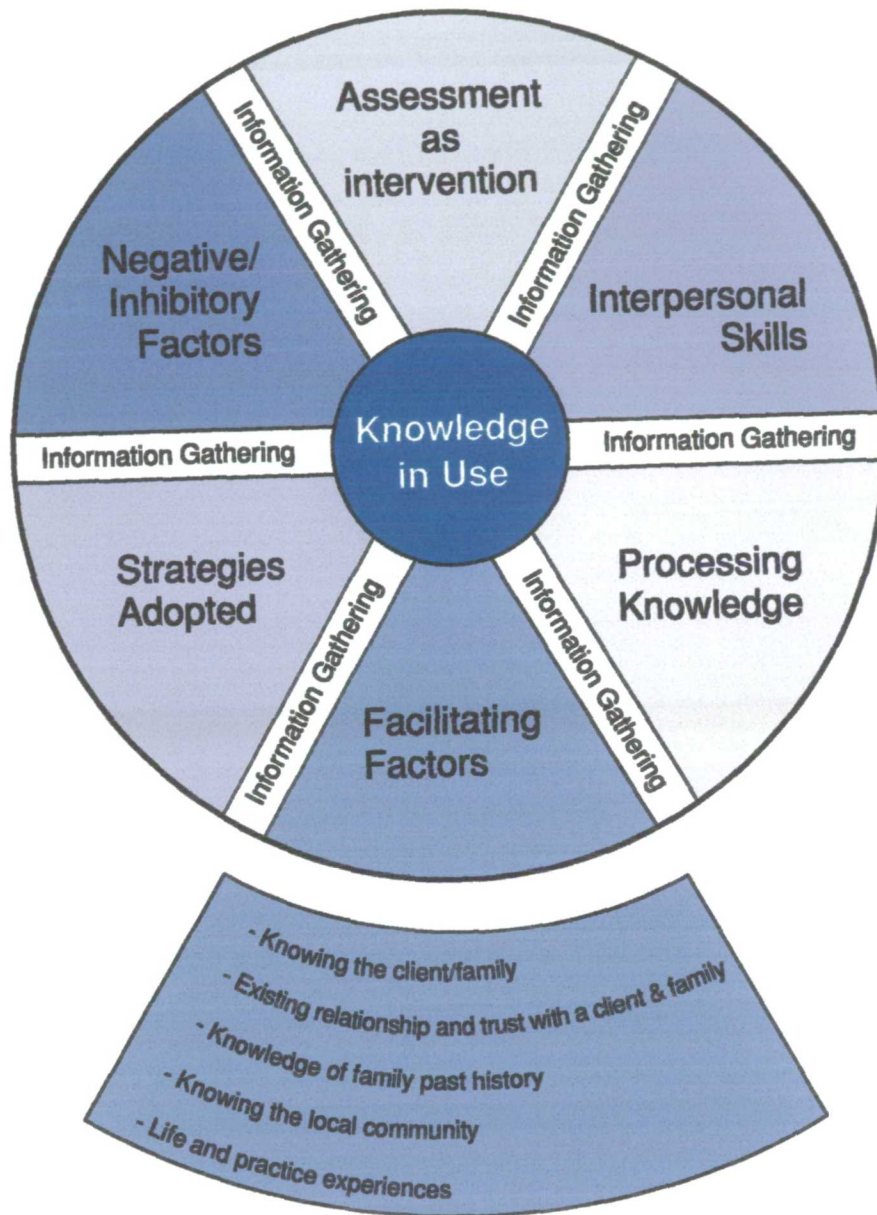 Assessment
as
intervention
Information Gathering
Interpersonal
Skills
Information Gathering
Processing
Knowledge
Information Gathering
Facilitating
Factors
Information Gathering
Strategies
Adopted
Information Gathering
Negative/
Inhibitory
Factors
Information Gathering
Knowledge
in Use
- Knowing the client/family
- Existing relationship and trust with a client & family
- Knowledge of family past history
- Knowing the local community
- Life and practice experiences